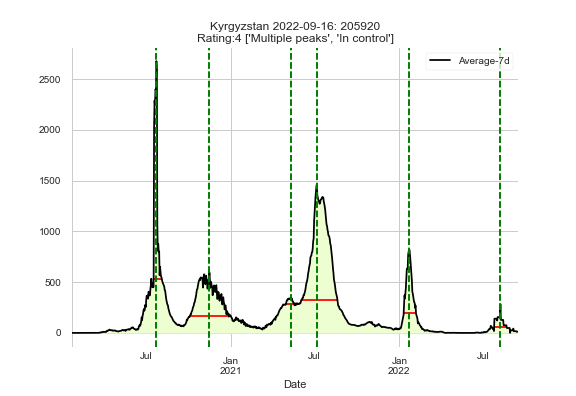 Kyrgyzstan 2022-09-16: 205920
Rating:4 ['Multiple peaks', 'In control']
Average-7d
2500
2000
1500
1000
500
0
Jul
Jan
2021
Jul
Jan
2022
Jul
Date